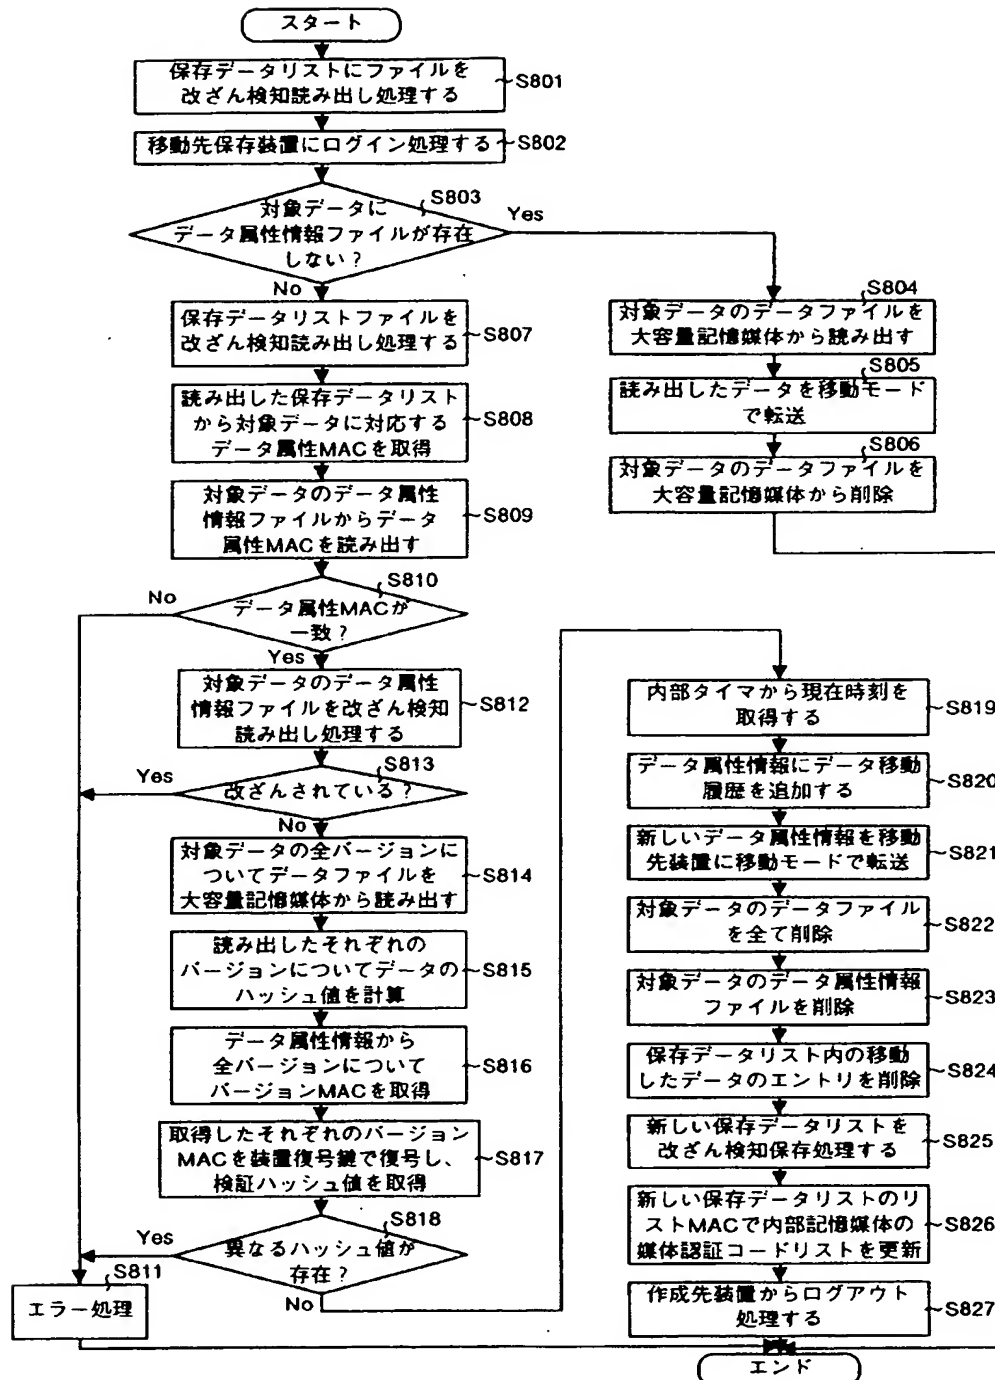 スタート
保存データリストにファイルを
改ざん検知読み出し処理する
S801
移動先保存装置にログイン処理する
S802
S803
対象データに
データ属性情報ファイルが存在
しない？
Yes
No
S804
対象データのデータファイルを
大容量記憶媒体から読み出す
S805
読み出したデータを移動モード
で転送
S806
対象データのデータファイルを
大容量記憶媒体から削除
保存データリストファイルを
改ざん検知読み出し処理する
S807
読み出した保存データリスト
から対象データに対応する
データ属性MACを取得
S808
対象データのデータ属性
情報ファイルからデータ
属性MACを読み出す
S809
S810
データ属性MACが
一致？
No
Yes
対象データのデータ属性
情報ファイルを改ざん検知
読み出し処理する
S812
S813
改ざんされている？
Yes
No
対象データの全バージョンに
ついてデータファイルを
大容量記憶媒体から読み出す
S814
読み出したそれぞれの
バージョンについてデータの
ハッシュ値を計算
S815
データ属性情報から
全バージョンについて
バージョンMACを取得
S816
取得したそれぞれのバージョン
MACを装置復号鍵で復号し、
検証ハッシュ値を取得
S817
S818
異なるハッシュ値が
存在？
Yes
No
S811
エラー処理
内部タイマから現在時刻を
取得する
S819
データ属性情報にデータ移動
履歴を追加する
S820
新しいデータ属性情報を移動
先装置に移動モードで転送
S821
対象データのデータファイル
を全て削除
S822
対象データのデータ属性情報
ファイルを削除
S823
保存データリスト内の移動
したデータのエントリを削除
S824
新しい保存データリストを
改ざん検知保存処理する
S825
新しい保存データリストのリ
ストMACで内部記憶媒体の
媒体認証コードリストを更新
S826
作成先装置からログアウト
処理する
S827
エンド